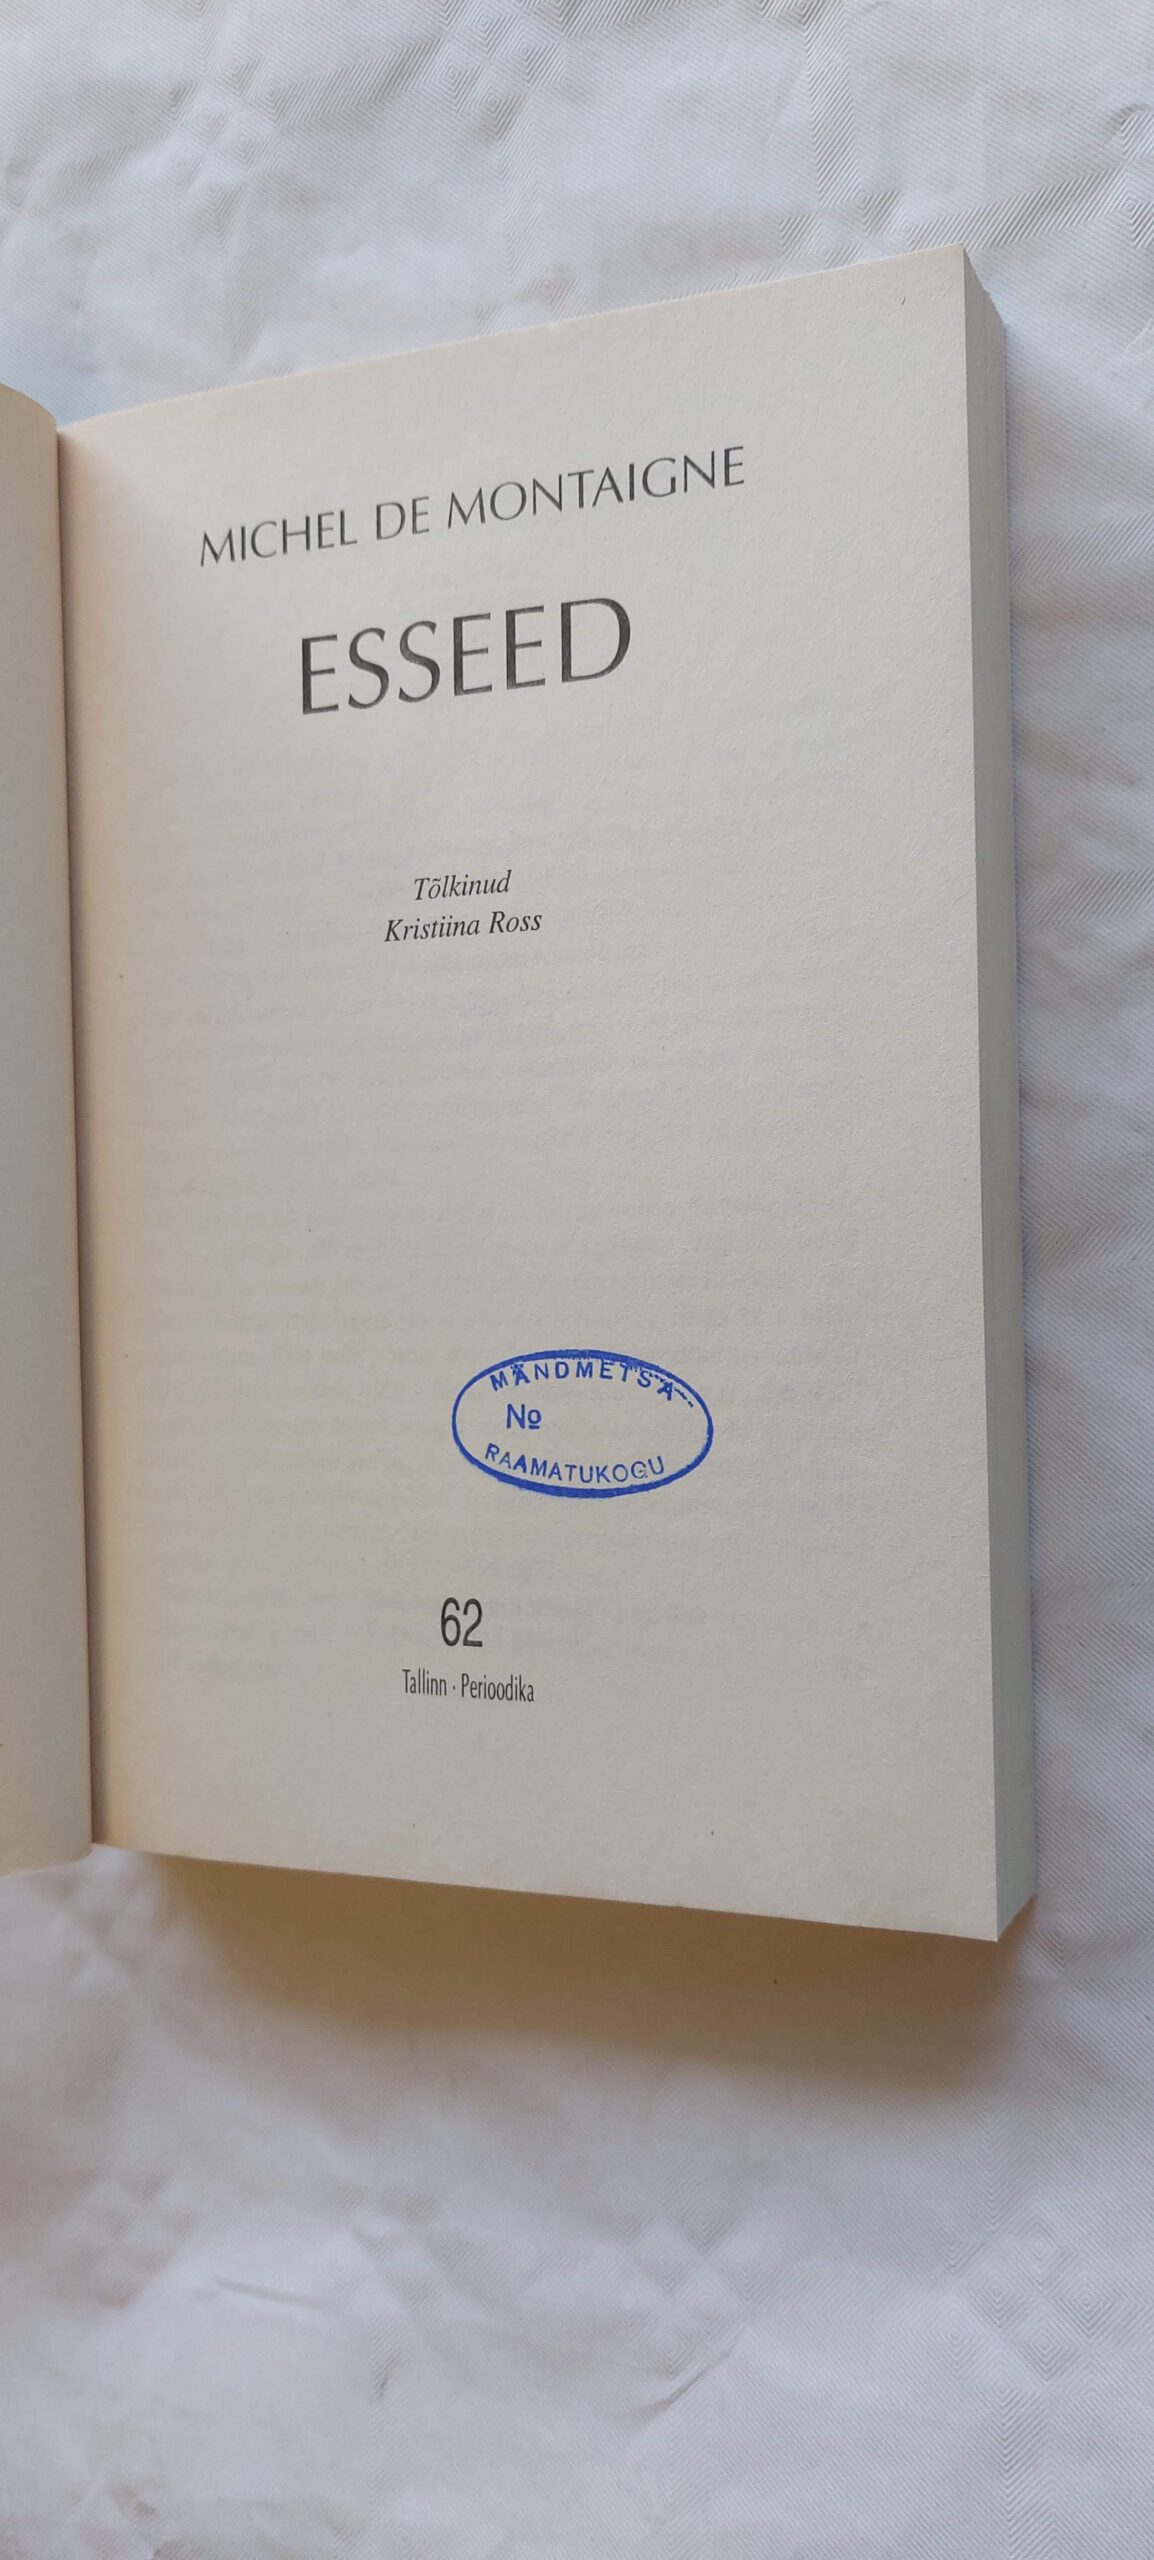 MICHEL DE MONTAIGNE
ESSEED
Tõlkinud
Kristiina Ross
MÄNDMETSA
№
RAAMATUKOGU
62
Tallinn · Perioodika